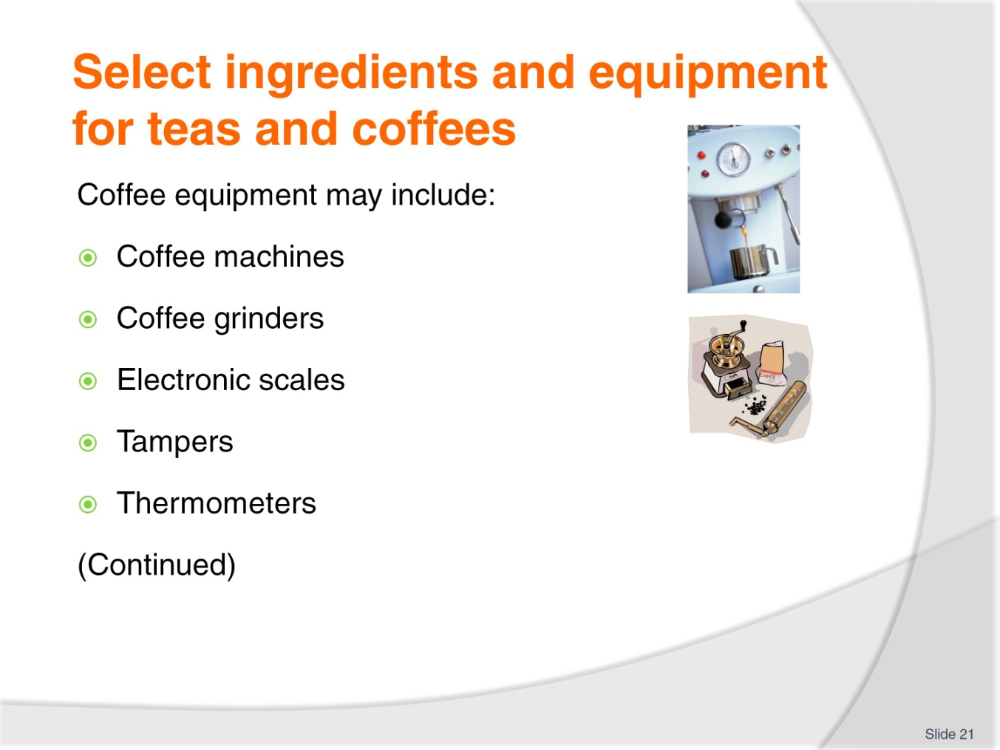 Select ingredients and equipment
for teas and coffees
Coffee equipment may include:
Coffee machines
Coffee grinders
Electronic scales
Tampers
Thermometers
(Continued)
CAFFE
Slide 21